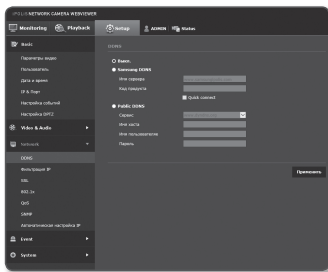 iPOLiS NETWORK CAMERA WEBVIEWER
Monitoring Playback Setup ADMIN Status
Basic
Параметры видео
Пользователь
Дата и время
IP & Порт
Настройка событий
Настройка OPTZ
Video & Audio
Network
DDNS
Фильтрация IP
SSL
802.1x
QoS
SNMP
Автоматическая настройка IP
Event
System
DDNS
Выкл.
Samsung DDNS
Имя сервера
Код продукта
Quick connect
Public DDNS
Сервис
Имя хоста
Имя пользователя
Пароль
Применить